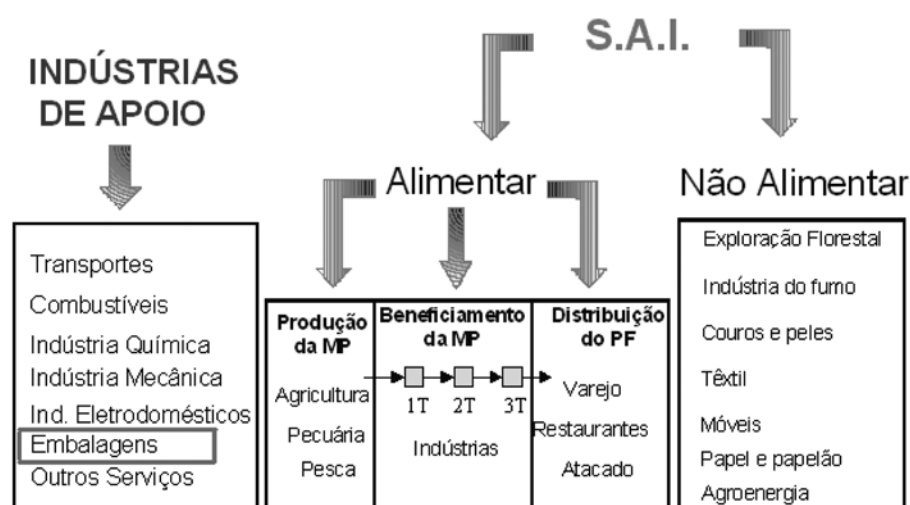 S.A.I.
INDÚSTRIAS
DE APOIO
Transportes
Combustíveis
Indústria Química
Indústria Mecânica
Ind. Eletrodomésticos
Embalagens
Outros Serviços
Alimentar
Produção
da MP
Agricultura
Pecuária
Pesca
Beneficiamento
da MP
1T 2T 3T
Indústrias
Distribuição
do PF
Varejo
Restaurantes
Atacado
Não Alimentar
Exploração Florestal
Indústria do fumo
Couros e peles
Têxtil
Móveis
Papel e papelão
Agroenergia